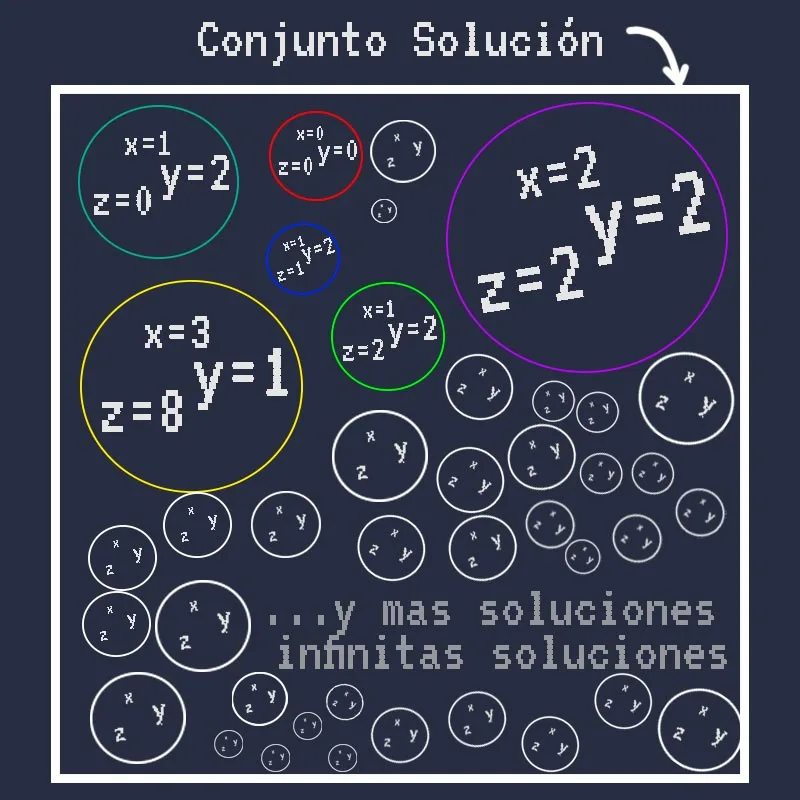 Conjunto Solución
x=1
y=2
z=0
x=0
y=0
z=0
x
y
z
x=2
y=2
z=2
x=1
y=2
z=1
x=3
y=1
z=8
x=1
y=2
z=2
...y mas soluciones
infinitas soluciones